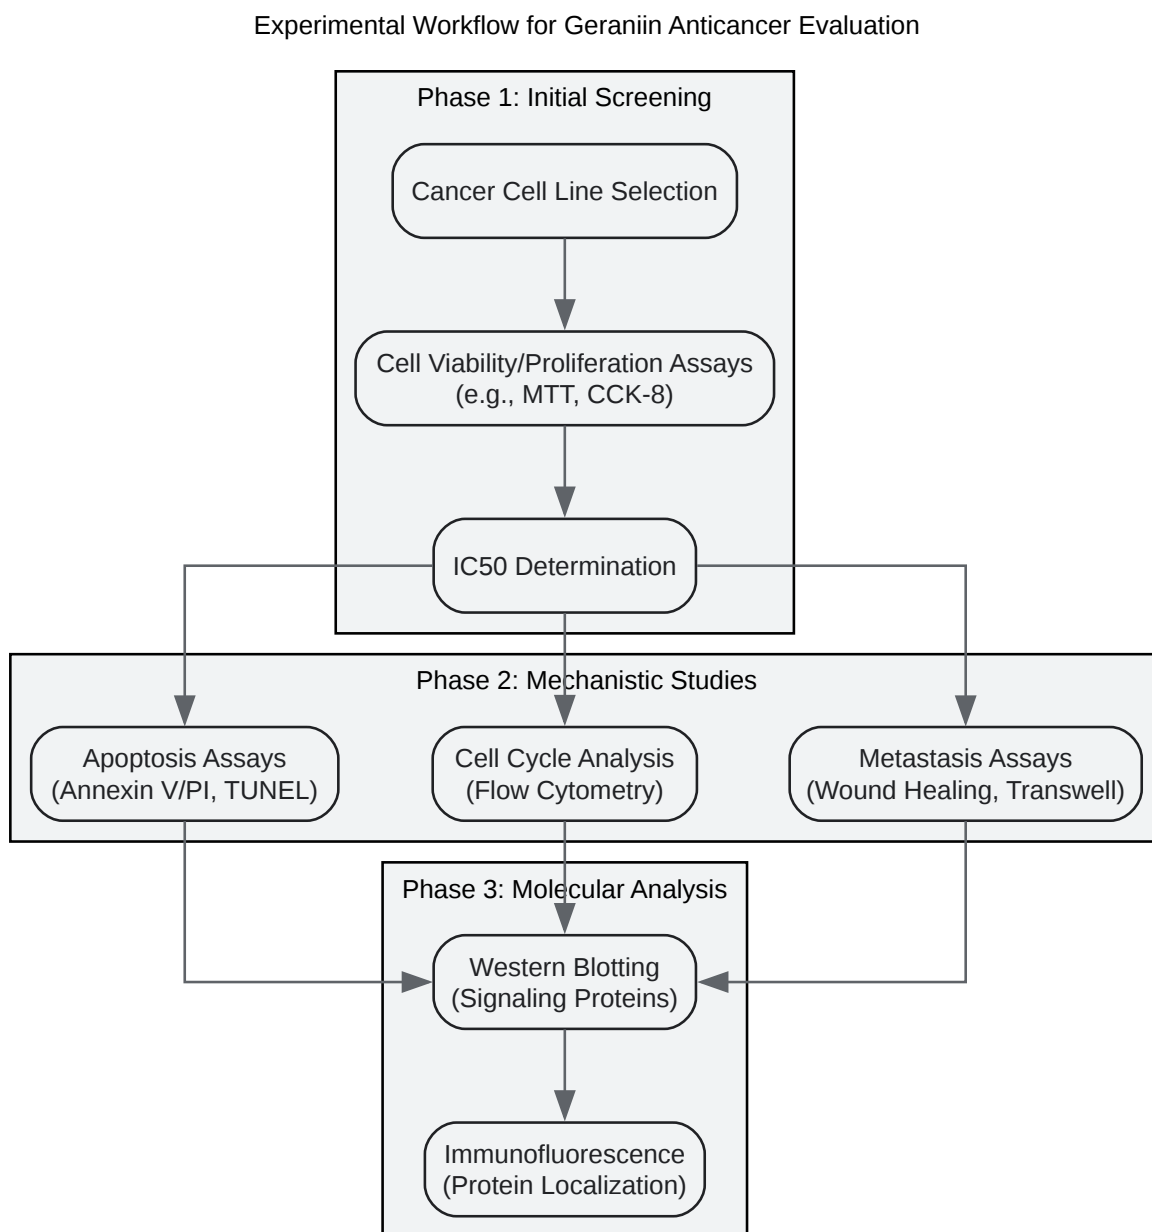 Experimental Workflow for Geraniin Anticancer Evaluation
Phase 1: Initial Screening
Cancer Cell Line Selection
Cell Viability/Proliferation Assays
(e.g., MTT, CCK-8)
IC50 Determination
Phase 2: Mechanistic Studies
Apoptosis Assays
(Annexin V/PI, TUNEL)
Cell Cycle Analysis
(Flow Cytometry)
Metastasis Assays
(Wound Healing, Transwell)
Phase 3: Molecular Analysis
Western Blotting
(Signaling Proteins)
Immunofluorescence
(Protein Localization)